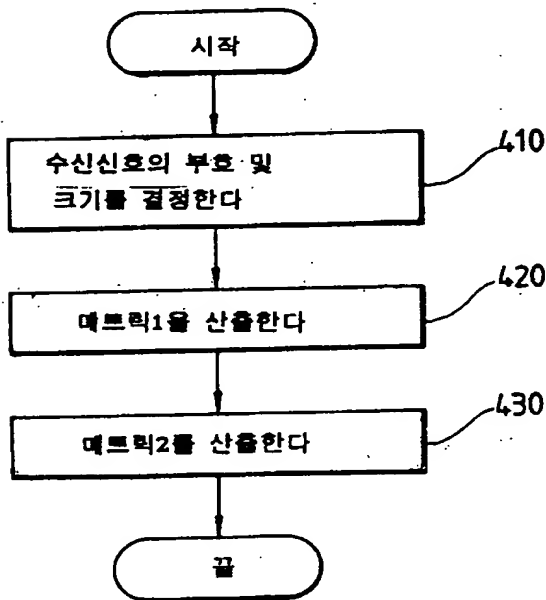 시작
수신신호의 부호 및
크기를 결정한다
410
메트릭1을 산출한다
420
메트릭2를 산출한다
430
끝